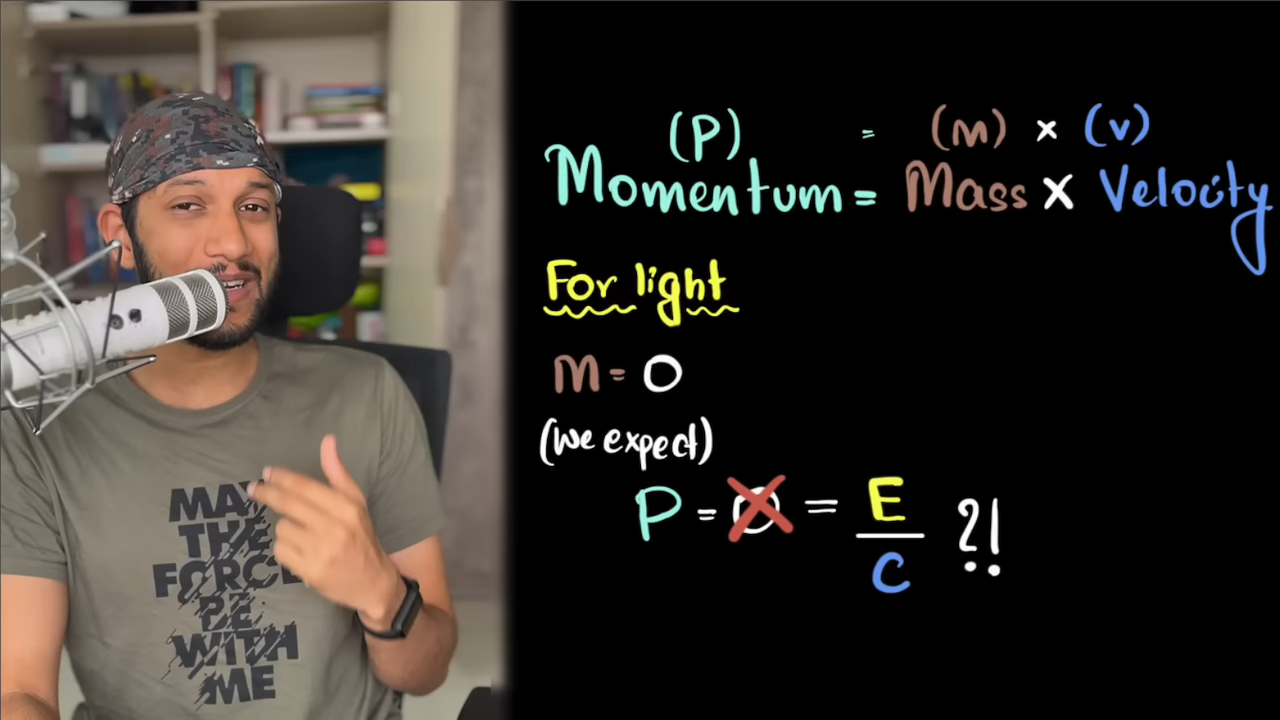 MAY
THE
FORCE
BE
WITH
ME
(P) = (m) × (v)
Momentum = Mass × Velocity
For light
m = 0
(we expect)
P = 0 = E/C ?!